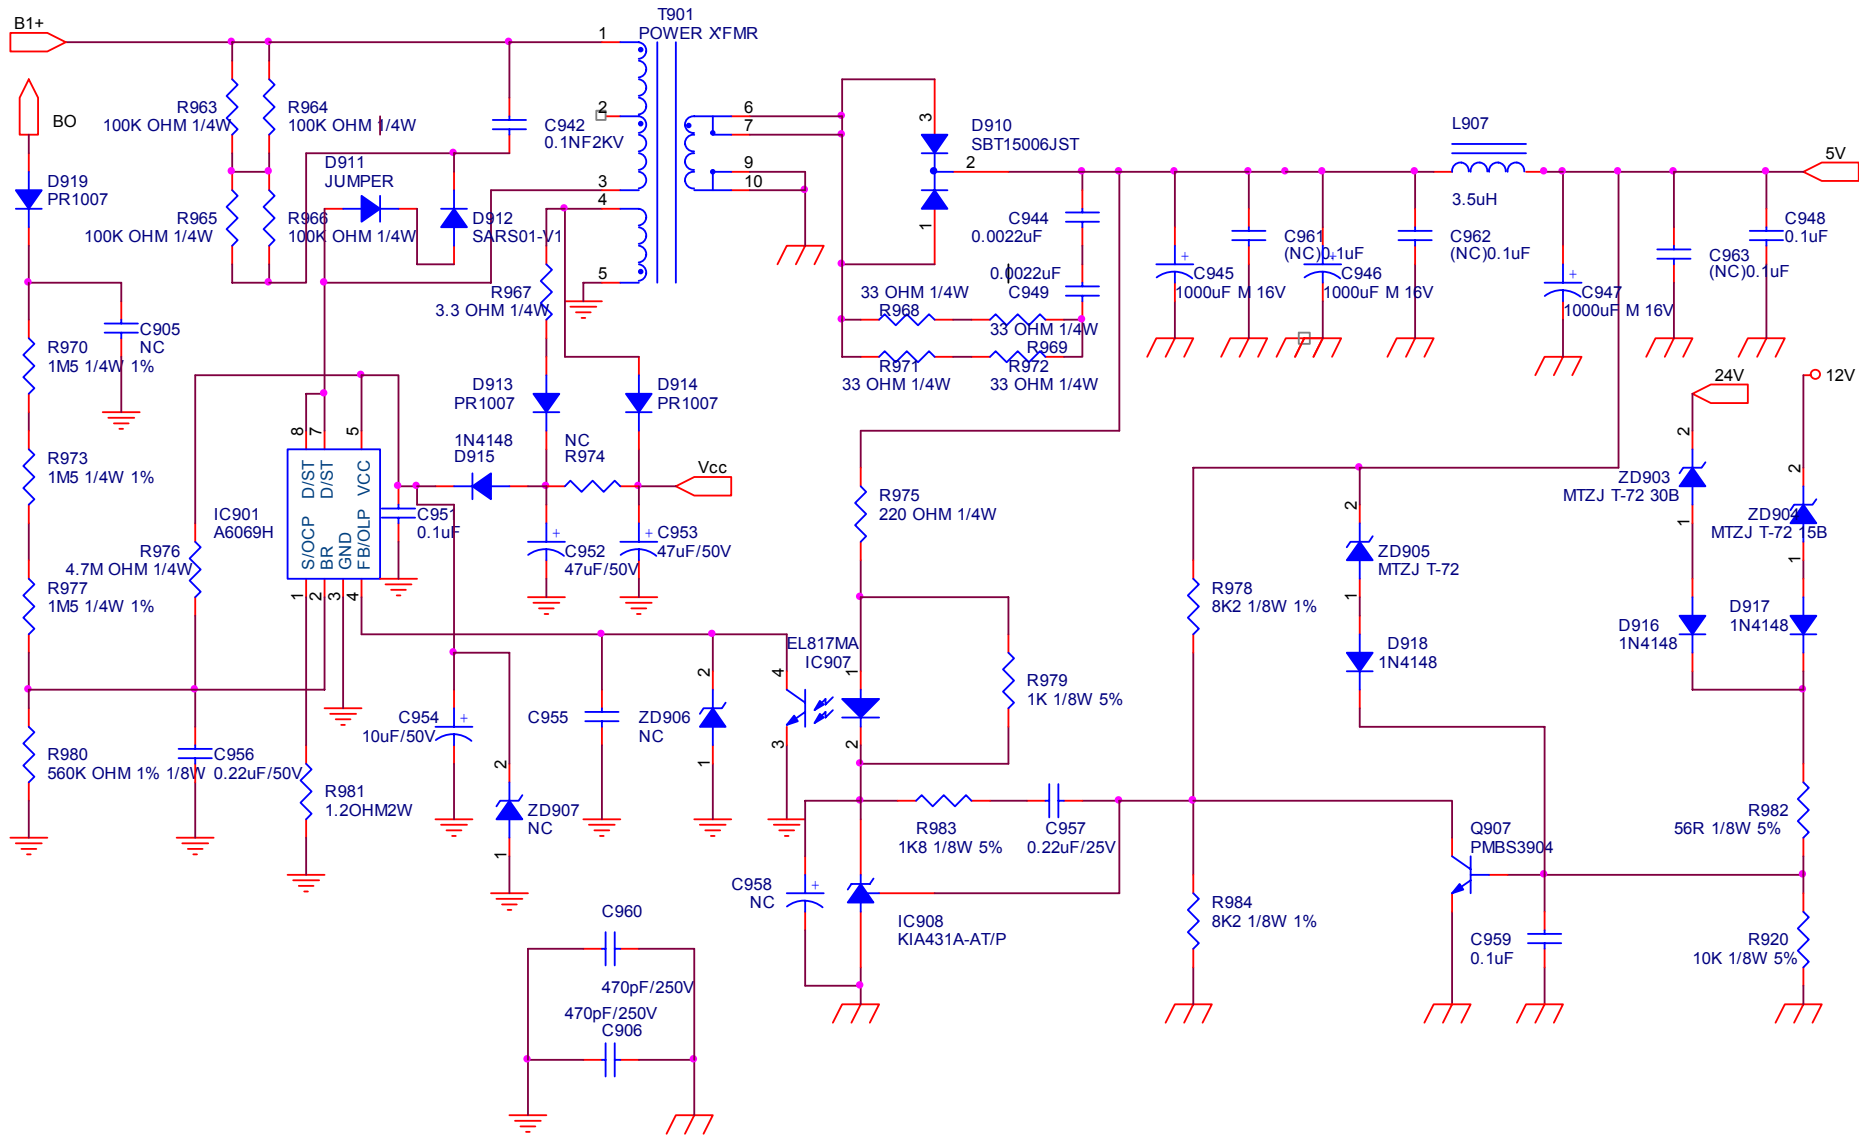 B1+
T901
POWER X'FMR
1
BO
R963
100K OHM 1/4W
R964
100K OHM 1/4W
2
C942
0.1NF2KV
6
7
3
D910
SBT15006JST
L907
5V
D919
PR1007
D911
JUMPER
3
4
9
10
2
3.5uH
R965
100K OHM 1/4W
R966
100K OHM 1/4W
D912
SARS01-V1
1
C944
0.0022uF
C961
(NC)0.1uF
C962
(NC)0.1uF
C948
0.1uF
C963
(NC)0.1uF
5
R967
3.3 OHM 1/4W
0.0022uF
C949
C945
1000uF M 16V
C946
1000uF M 16V
C947
1000uF M 16V
33 OHM 1/4W
R968
33 OHM 1/4W
R969
C905
NC
R970
1M5 1/4W 1%
R971
33 OHM 1/4W
R972
33 OHM 1/4W
D913
PR1007
D914
PR1007
24V
12V
8
7
5
1N4148
D915
NC
R974
Vcc
R973
1M5 1/4W 1%
2
ZD903
MTZJ T-72 30B
1
2
ZD904
MTZJ T-72 15B
1
IC901
A6069H
D/ST
D/ST
VCC
S/OCP
BR
GND
FB/OLP
C951
0.1uF
R975
220 OHM 1/4W
2
ZD905
MTZJ T-72
1
R976
4.7M OHM 1/4W
C952
47uF/50V
C953
47uF/50V
R977
1M5 1/4W 1%
1
2
3
4
R978
8K2 1/8W 1%
D916
1N4148
D917
1N4148
EL817MA
IC907
4
3
1
2
D918
1N4148
R979
1K 1/8W 5%
C954
10uF/50V
C955
2
ZD906
NC
1
R980
560K OHM 1% 1/8W
C956
0.22uF/50V
R981
1.2OHM2W
2
ZD907
NC
1
R983
1K8 1/8W 5%
C957
0.22uF/25V
Q907
PMBS3904
R982
56R 1/8W 5%
C958
NC
IC908
KIA431A-AT/P
R984
8K2 1/8W 1%
C959
0.1uF
R920
10K 1/8W 5%
C960
470pF/250V
470pF/250V
C906